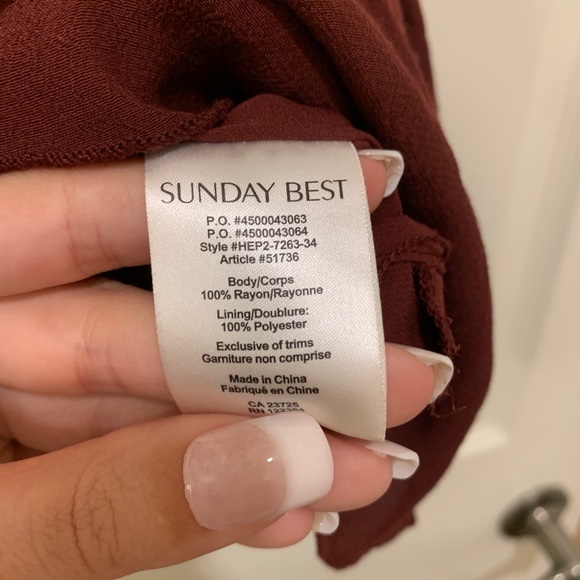 SUNDAY BEST
P.O. #4500043063
P.O. #4500043064
Style #HEP2-7263-34
Article #51736
Body/Corps
100% Rayon/Rayonne
Lining/Doublure:
100% Polyester
Exclusive of trims
Garniture non comprise
Made in China
Fabriqué en Chine
CA 23725
RN